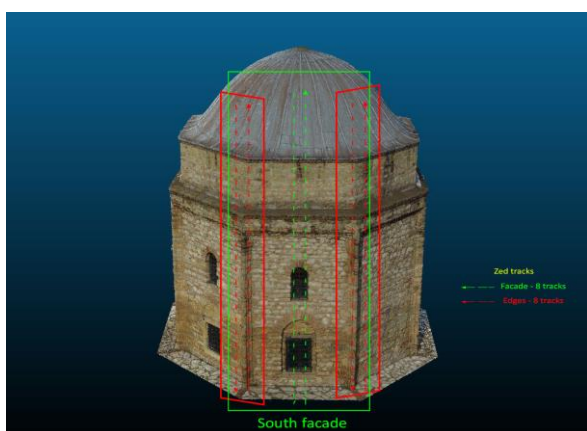 Zed tracks
Facade - 8 tracks
Edges - 8 tracks
South facade